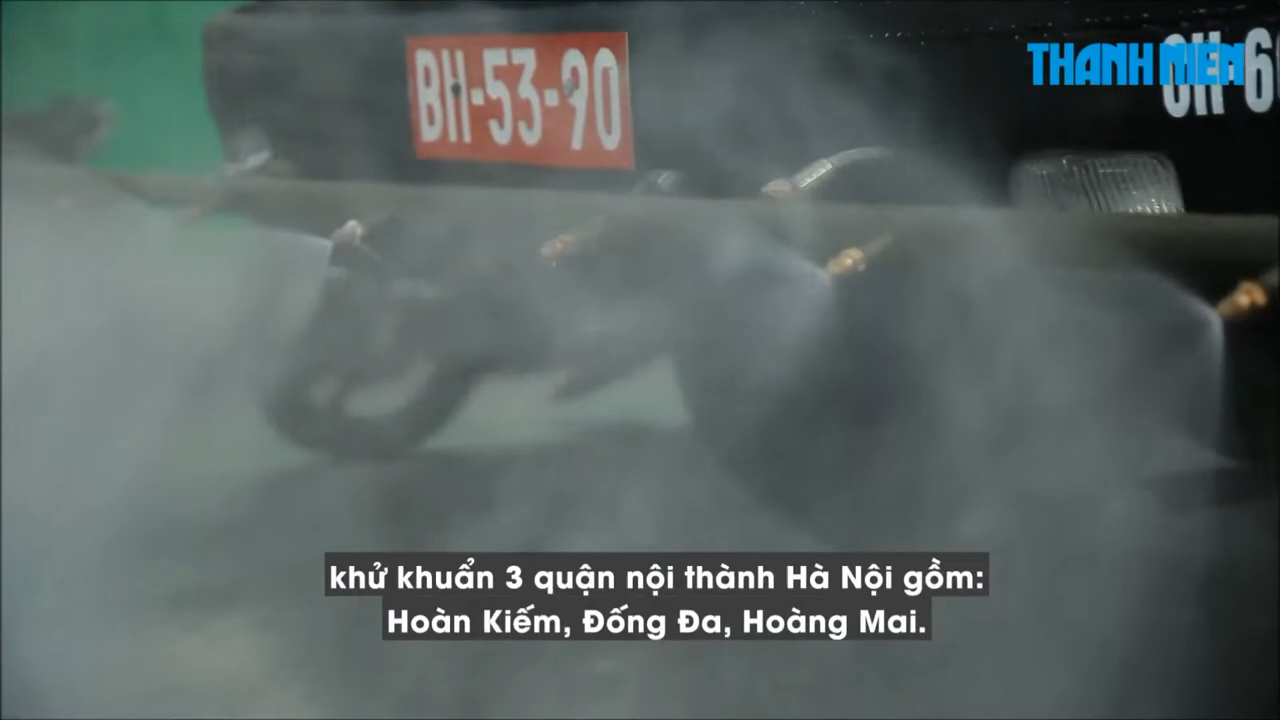 BH-53-90
THANH NIÊN
khử khuẩn 3 quận nội thành Hà Nội gồm:
Hoàn Kiếm, Đống Đa, Hoàng Mai.